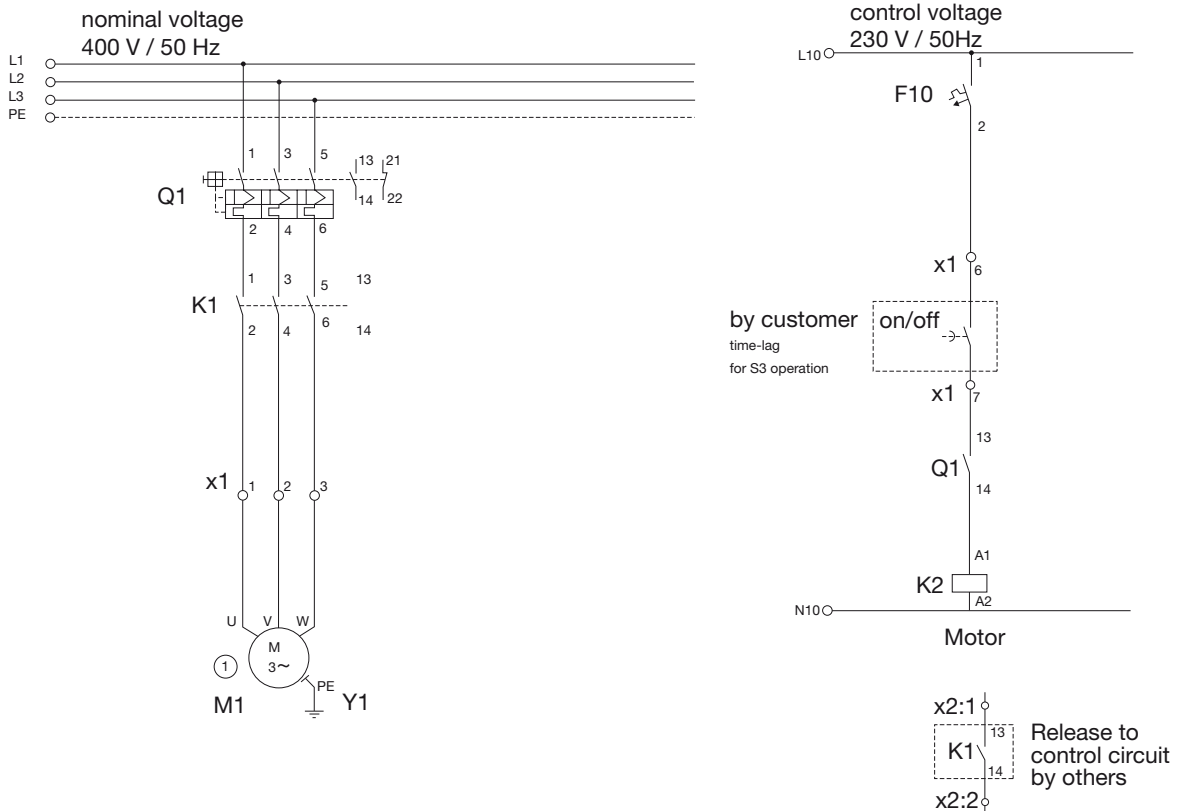 nominal voltage
400 V / 50 Hz
L1
L2
L3
PE
1 3 5 13 21
Q1
14 22
2 4 6
1 3 5 13
K1
2 4 6 14
x1 1 2 3
U V W
M
3~
1
PE
M1 Y1
control voltage
230 V / 50Hz
L10
1
F10
2
x1 6
by customer on/off
time-lag
for S3 operation
x1 7
13
Q1
14
A1
K2
A2
N10
Motor
x2:1
13
K1
14
Release to
control circuit
by others
x2:2